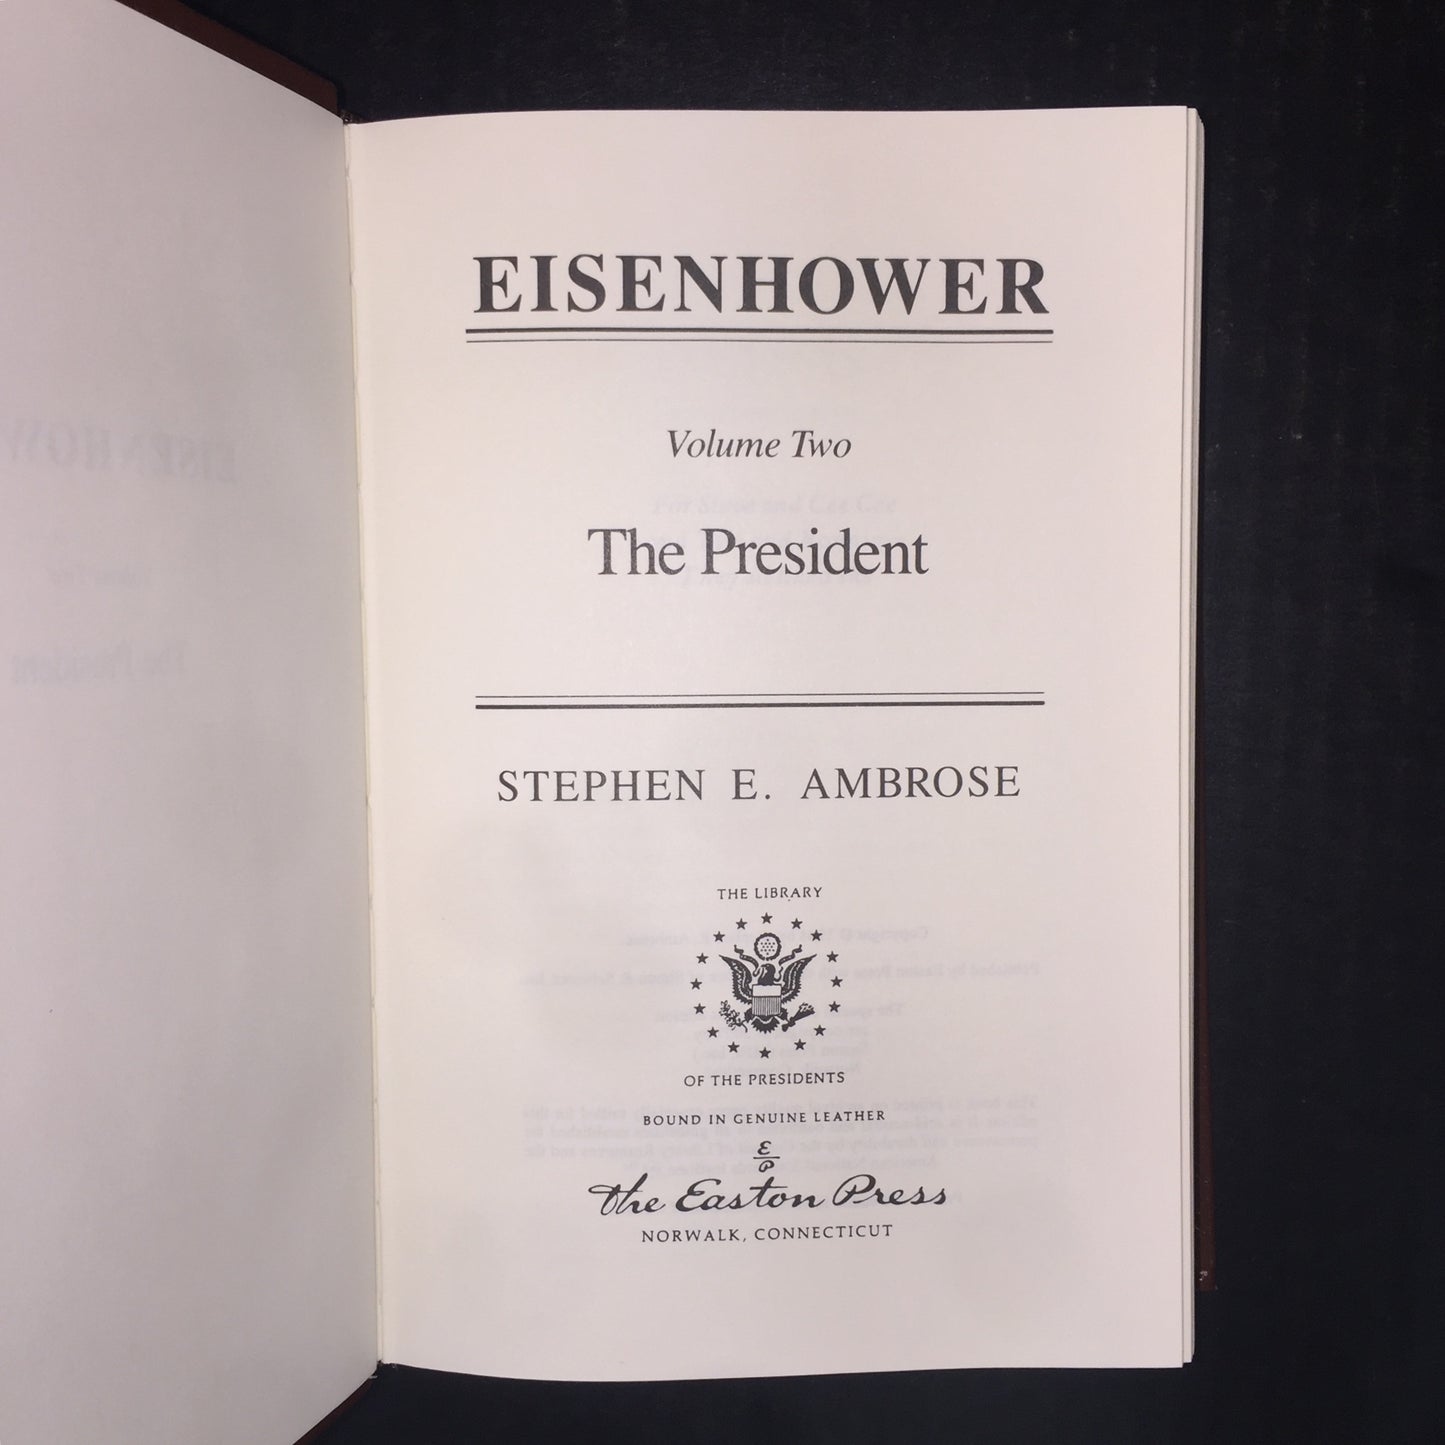 EISENHOWER
Volume Two
The President
STEPHEN E. AMBROSE
THE LIBRARY
OF THE PRESIDENTS
BOUND IN GENUINE LEATHER
E
P
The Easton Press
NORWALK, CONNECTICUT